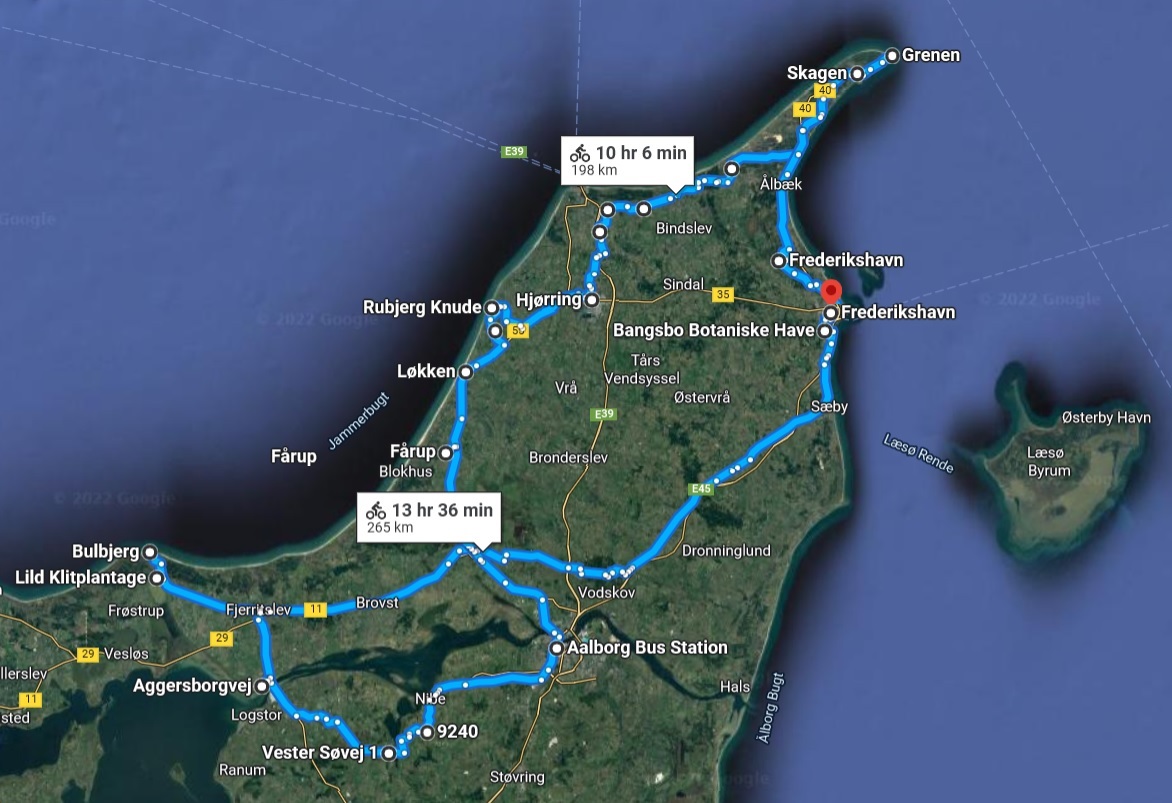 Grenen
Skagen
40
40
E39
10 hr 6 min
198 km
Ålbæk
Google
Bindslev
Frederikshavn
Sindal
35
Rubjerg Knude
Hjørring
© 2022 Google
© 2022 Google
Frederikshavn
Bangsbo Botaniske Have
Løkken
Tårs
Vendsyssel
Vrå
Østervrå
Sæby
Jammerbugt
E39
Østerby Havn
Læsø Rende
Læsø
Byrum
Fårup
Fårup
Blokhus
Bronderslev
© 2022 Google
E45
13 hr 36 min
265 km
Bulbjerg
Dronninglund
Lild Klitplantage
Vodskov
Frøstrup
Fjerritslev
11
Brovst
29
Vesløs
29
Aalborg Bus Station
llerslev
11
Aggersborgvej
Hals
Nibe
sted
Logstor
Ålborg Bugt
9240
Vester Søvej 1
Ranum
Støvring